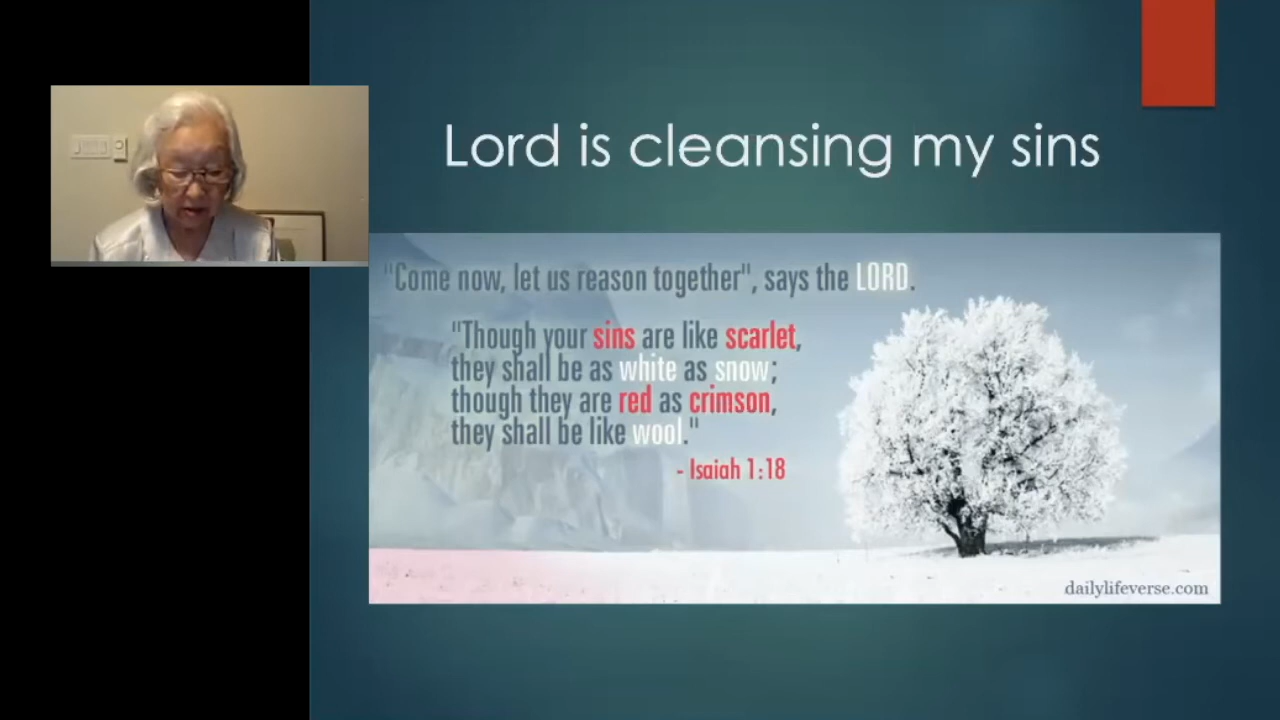 Lord is cleansing my sins
"Come now, let us reason together", says the LORD.
"Though your sins are like scarlet,
they shall be as white as snow;
though they are red as crimson,
they shall be like wool."
- Isaiah 1:18
dailylifeverse.com